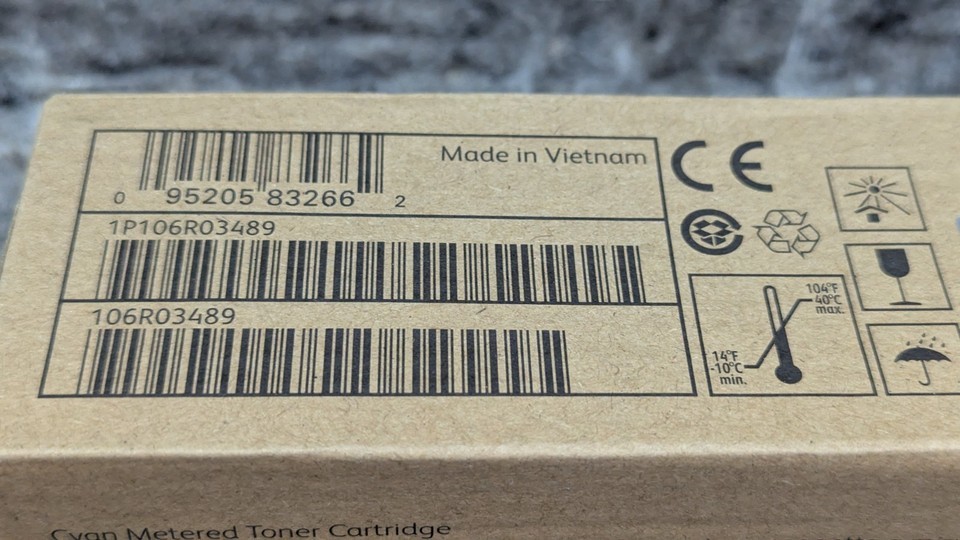 Made in Vietnam
0 95205 83266 2
1P106R03489
106R03489
CE
104°F
40°C
max.
14°F
-10°C
min.
Cyan Metered Toner Cartridge